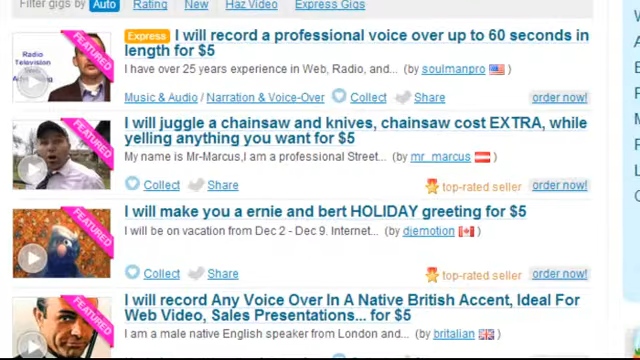 Filter gigs by Auto Rating New Haz Video Express Gigs
FEATURED
Radio
Television
Express I will record a professional voice over up to 60 seconds in
length for $5
I have over 25 years experience in Web, Radio, and... (by soulmanpro )
Music & Audio / Narration & Voice-Over Collect Share order now!
FEATURED
I will juggle a chainsaw and knives, chainsaw cost EXTRA, while
yelling anything you want for $5
My name is Mr-Marcus,I am a professional Street... (by mr_marcus )
Collect Share top-rated seller order now!
FEATURED
I will make you a ernie and bert HOLIDAY greeting for $5
I will be on vacation from Dec 2 - Dec 9. Internet... (by djemotion )
Collect Share top-rated seller order now!
FEATURED
I will record Any Voice Over In A Native British Accent, Ideal For
Web Video, Sales Presentations... for $5
I am a male native English speaker from London and... (by britalian )